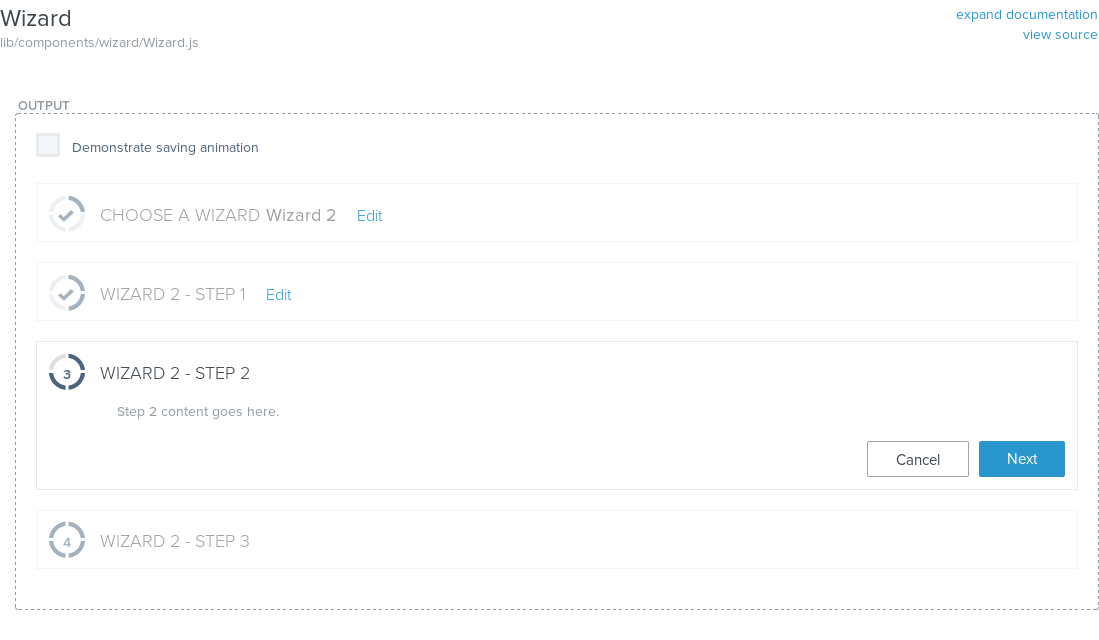 Wizard
expand documentation
lib/components/wizard/Wizard.js
view source
OUTPUT
Demonstrate saving animation
CHOOSE A WIZARD Wizard 2 Edit
WIZARD 2 - STEP 1 Edit
3 WIZARD 2 - STEP 2
Step 2 content goes here.
Cancel Next
4 WIZARD 2 - STEP 3